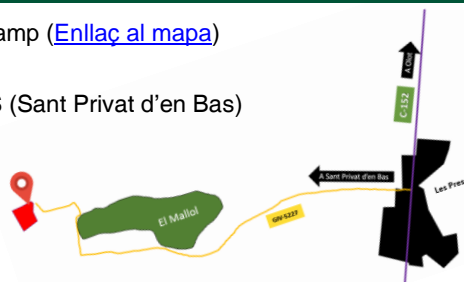 amp (Enllaç al mapa)
(Sant Privat d’en Bas)
A Olot
C-152
A Sant Privat d’en Bas
Les Pres
El Mallol
GIV-5227